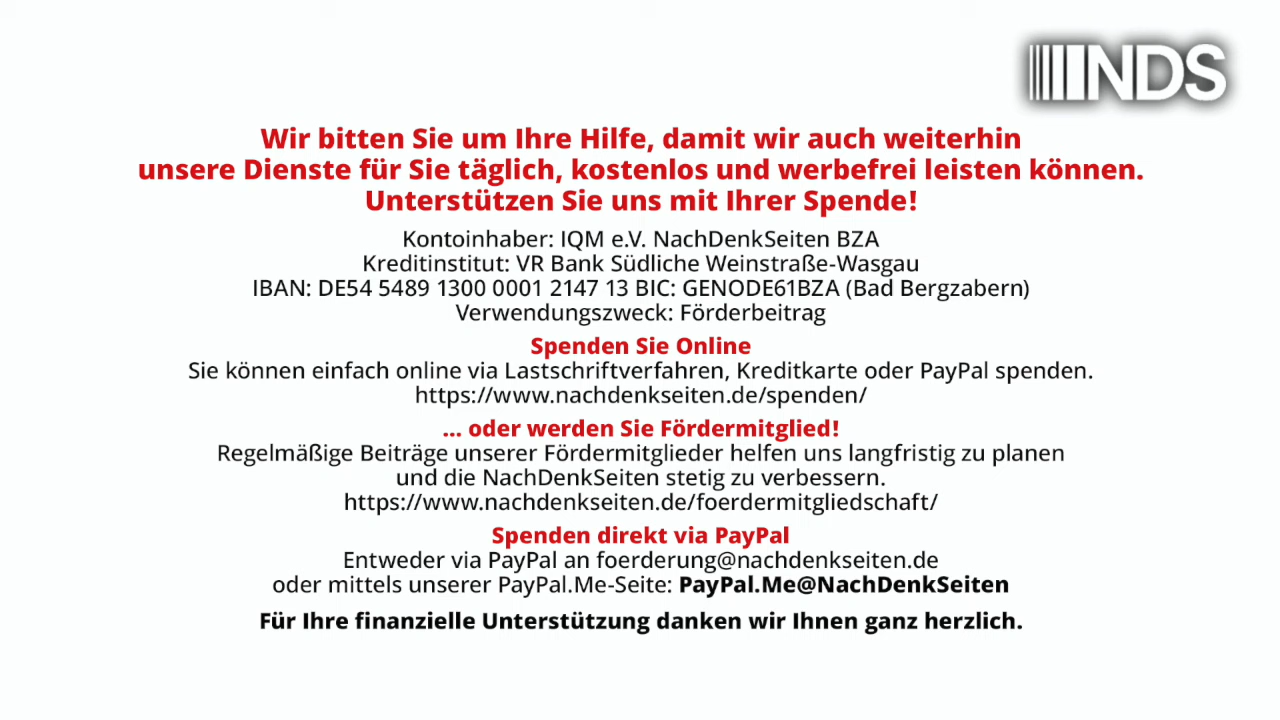 NDS
Wir bitten Sie um Ihre Hilfe, damit wir auch weiterhin
unsere Dienste für Sie täglich, kostenlos und werbefrei leisten können.
Unterstützen Sie uns mit Ihrer Spende!
Kontoinhaber: IQM e.V. NachDenkSeiten BZA
Kreditinstitut: VR Bank Südliche Weinstraße-Wasgau
IBAN: DE54 5489 1300 0001 2147 13 BIC: GENODE61BZA (Bad Bergzabern)
Verwendungszweck: Förderbeitrag
Spenden Sie Online
Sie können einfach online via Lastschriftverfahren, Kreditkarte oder PayPal spenden.
https://www.nachdenkseiten.de/spenden/
... oder werden Sie Fördermitglied!
Regelmäßige Beiträge unserer Fördermitglieder helfen uns langfristig zu planen
und die NachDenkSeiten stetig zu verbessern.
https://www.nachdenkseiten.de/foerdermitgliedschaft/
Spenden direkt via PayPal
Entweder via PayPal an foerderung@nachdenkseiten.de
oder mittels unserer PayPal.Me-Seite: PayPal.Me@NachDenkSeiten
Für Ihre finanzielle Unterstützung danken wir Ihnen ganz herzlich.